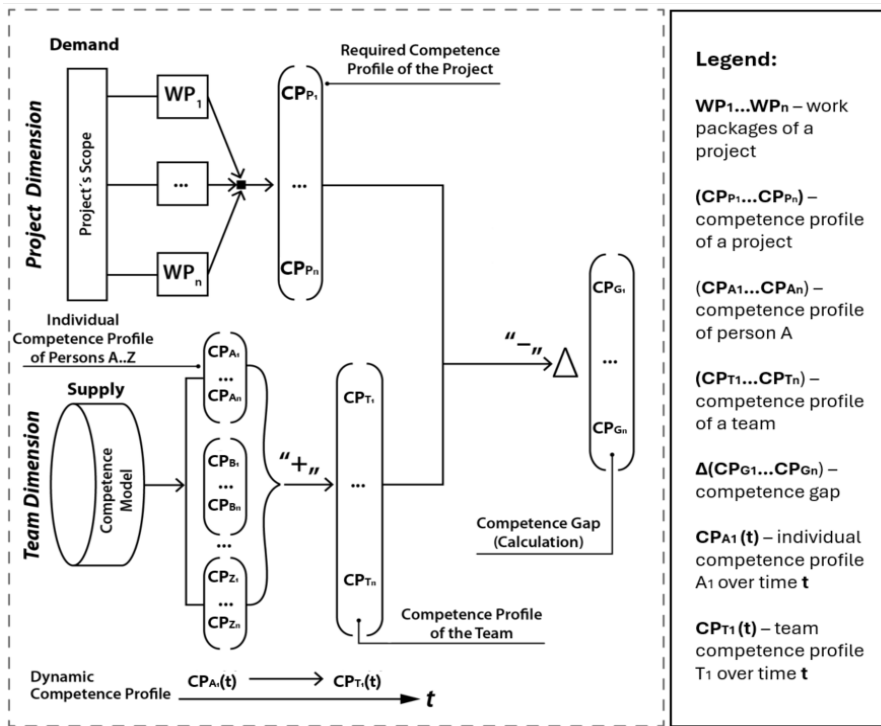 Demand
Required Competence
Profile of the Project
Project Dimension
Project´s Scope
WP1
...
WPn
CPP1
...
CPPn
Individual
Competence Profile
of Persons A..Z
Supply
Team Dimension
Competence
Model
CPA1
...
CPAn
CPB1
...
CPBn
...
CPZ1
...
CPZn
“+„
CPT1
...
CPTn
“–„
Δ
CPG1
...
CPGn
Competence Gap
(Calculation)
Competence Profile
of the Team
Dynamic
Competence Profile
CPA1(t)
CPT1(t)
t
Legend:
WP1...WPn – work
packages of a
project
(CPP1...CPPn) –
competence profile
of a project
(CPA1...CPAn) –
competence profile
of person A
(CPT1...CPTn) –
competence profile
of a team
Δ(CPG1...CPGn) –
competence gap
CPA1(t) – individual
competence profile
A1 over time t
CPT1(t) – team
competence profile
T1 over time t